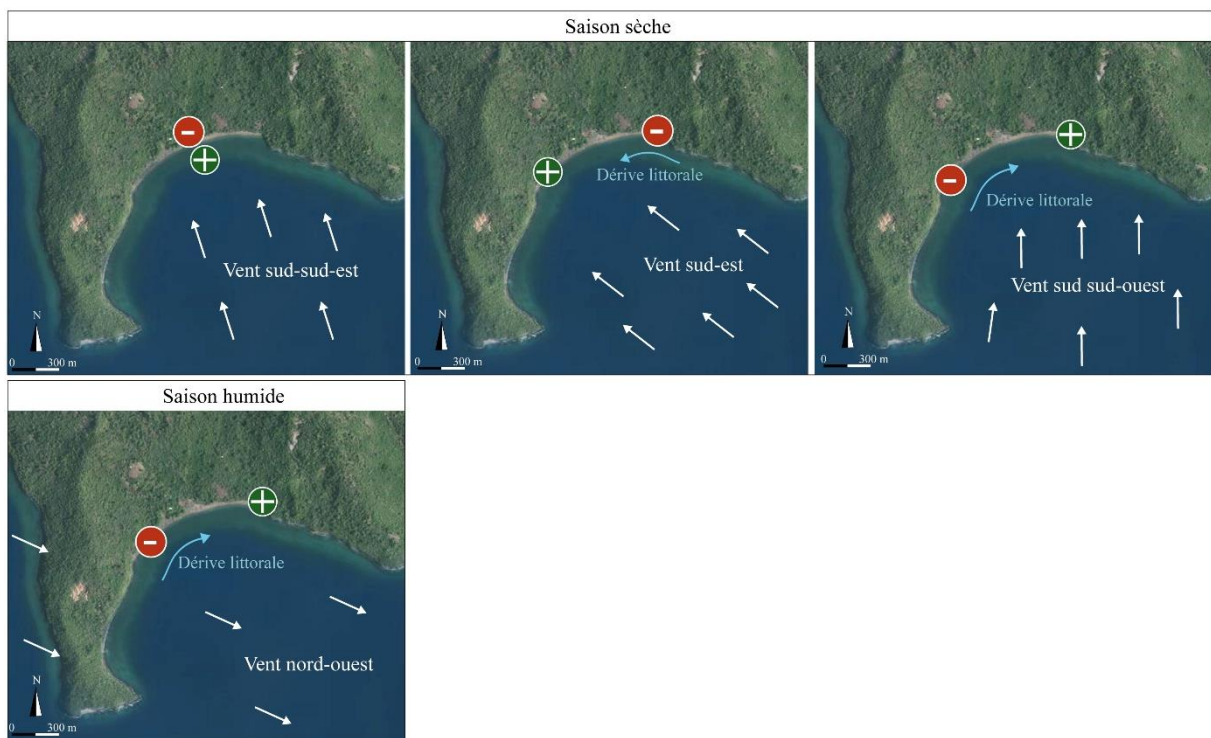 Saison sèche
Vent sud-sud-est
N
0 300 m
Dérive littorale
Vent sud-est
N
0 300 m
Dérive littorale
Vent sud sud-ouest
N
0 300 m
Saison humide
Dérive littorale
Vent nord-ouest
N
0 300 m